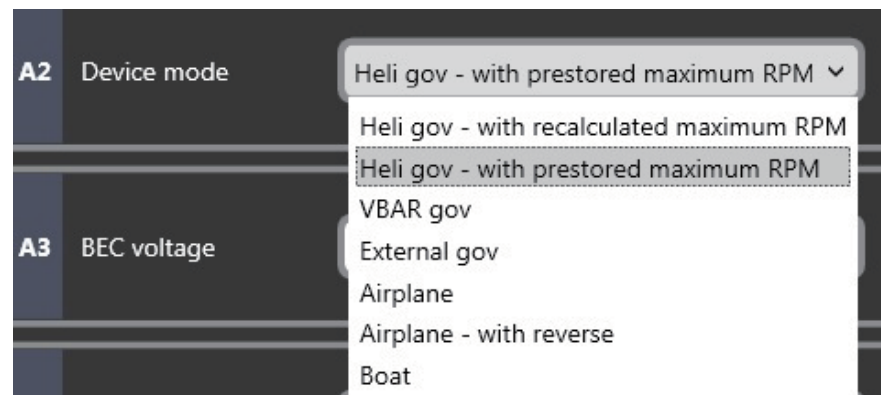 A2 Device mode Heli gov - with prestored maximum RPM
Heli gov - with recalculated maximum RPM
Heli gov - with prestored maximum RPM
VBAR gov
A3 BEC voltage
External gov
Airplane
Airplane - with reverse
Boat